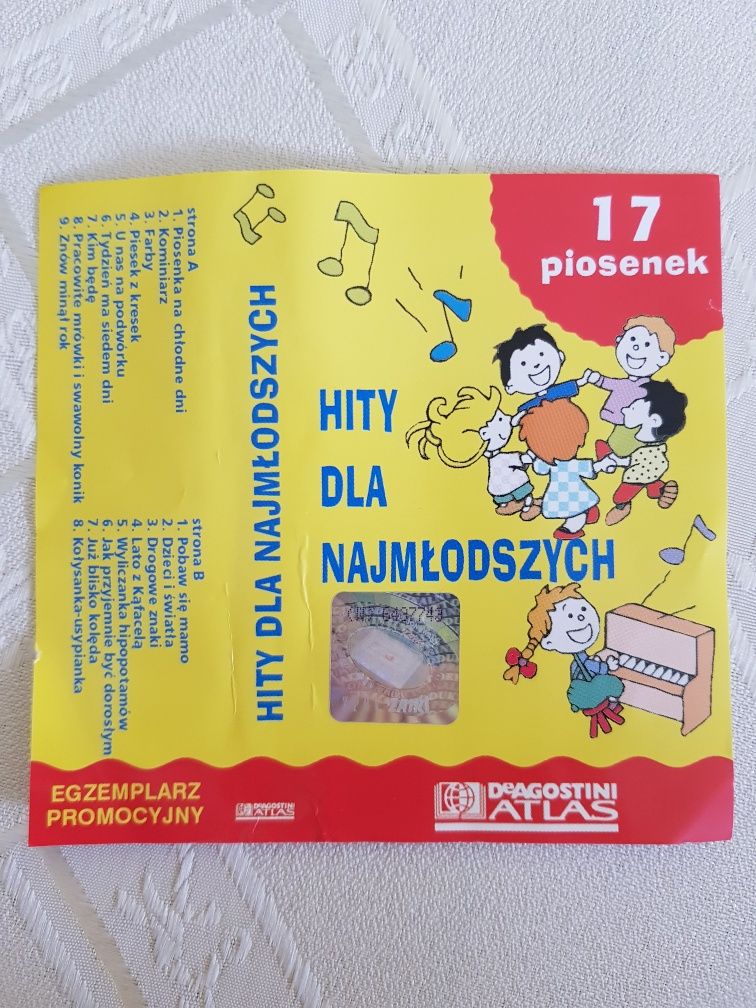 strona A
1. Piosenka na chłodne dni
2. Kominiarz
3. Farby
4. Piesek z kresek
5. U nas na podwórku
6. Tydzień ma siedem dni
7. Kim będę
8. Pracowite mrówki i swawolny konik
9. Znów minął rok
strona B
1. Pobaw się mamo
2. Dzieci i światła
3. Drogowe znaki
4. Lato z Kąfacelą
5. Wyliczanka hipopotamów
6. Jak przyjemnie być dorosłym
7. Już blisko kolęda
8. Kołysanka-usypianka
EGZEMPLARZ
PROMOCYJNY
HITY DLA NAJMŁODSZYCH
DeAGOSTINI
ATLAS
17
piosenek
HITY
DLA
NAJMŁODSZYCH
DeAGOSTINI
ATLAS